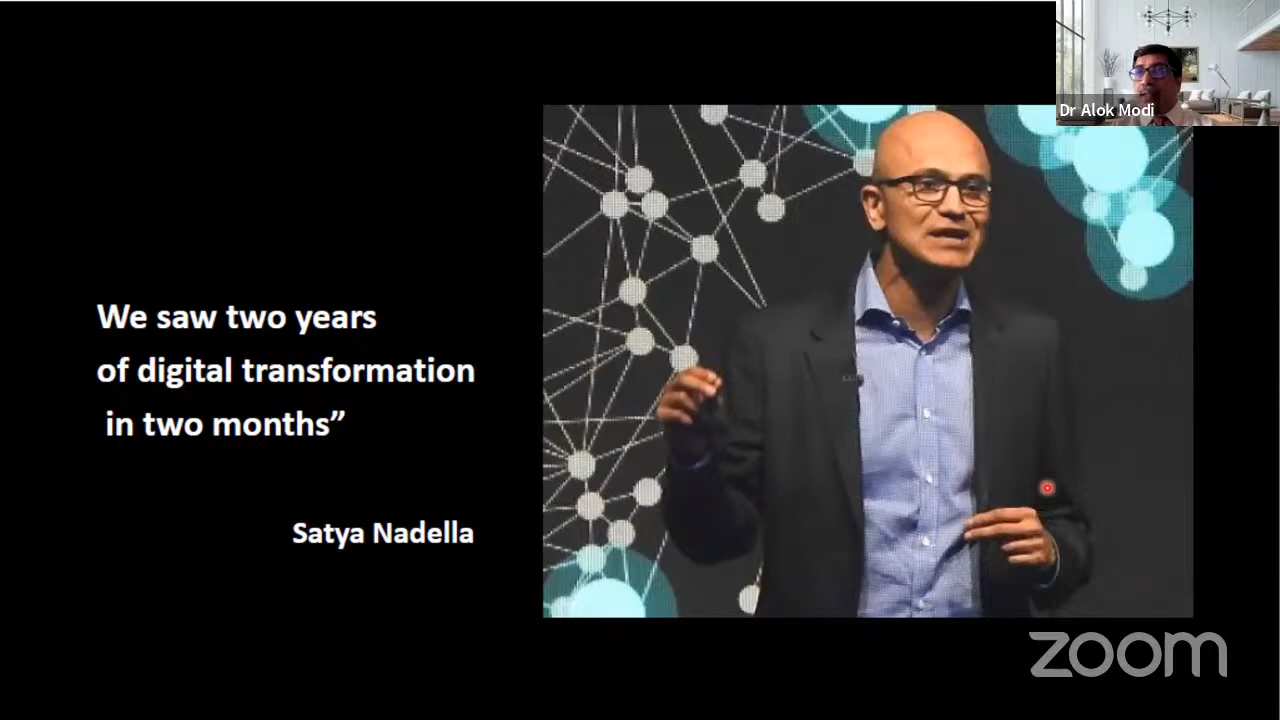 Dr Alok Modi
We saw two years
of digital transformation
in two months”
Satya Nadella
zoom